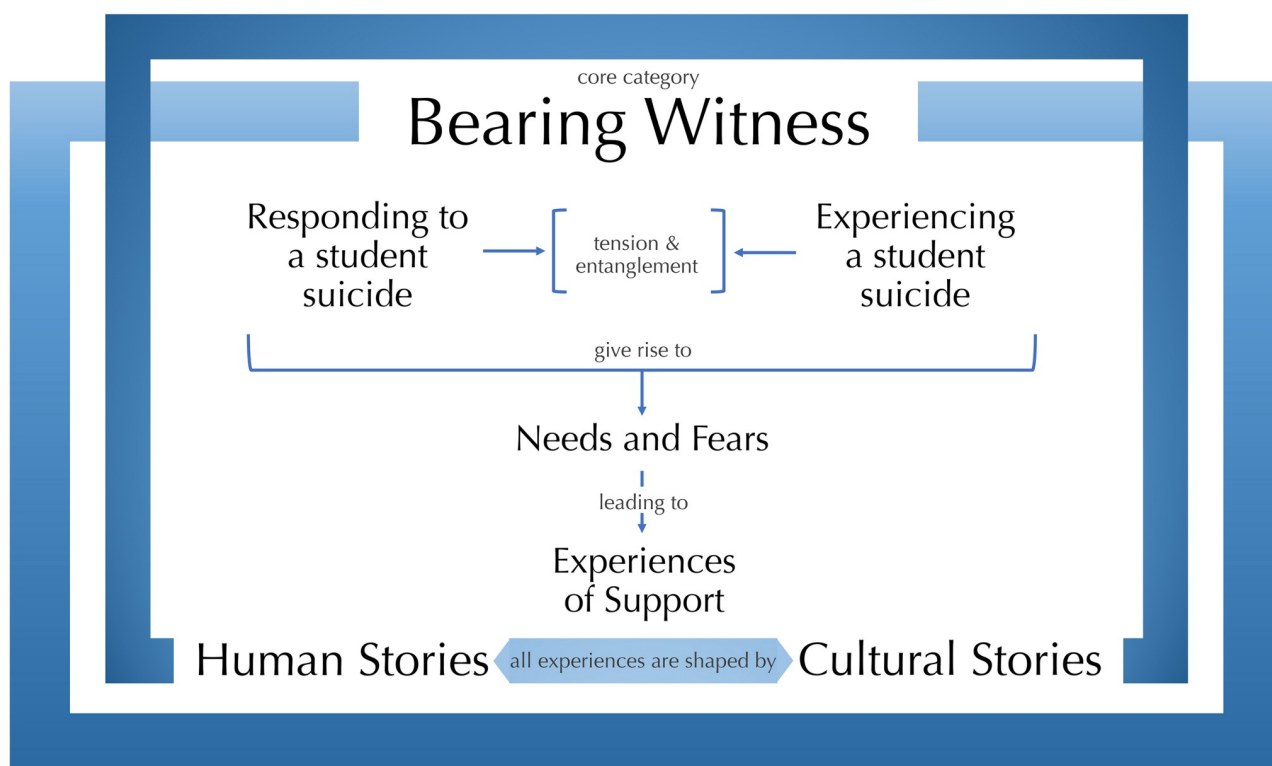 core category
Bearing Witness
Responding to
a student
suicide
tension &
entanglement
Experiencing
a student
suicide
give rise to
Needs and Fears
leading to
Experiences
of Support
Human Stories
all experiences are shaped by
Cultural Stories